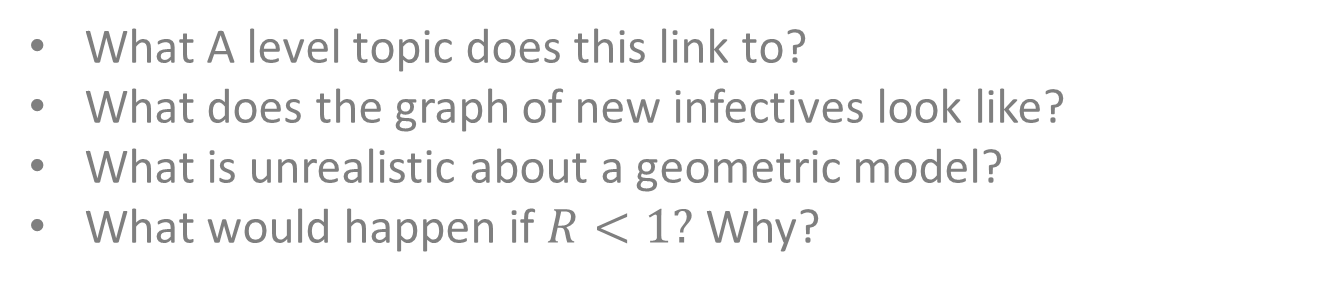 • What A level topic does this link to?
• What does the graph of new infectives look like?
• What is unrealistic about a geometric model?
• What would happen if R < 1? Why?